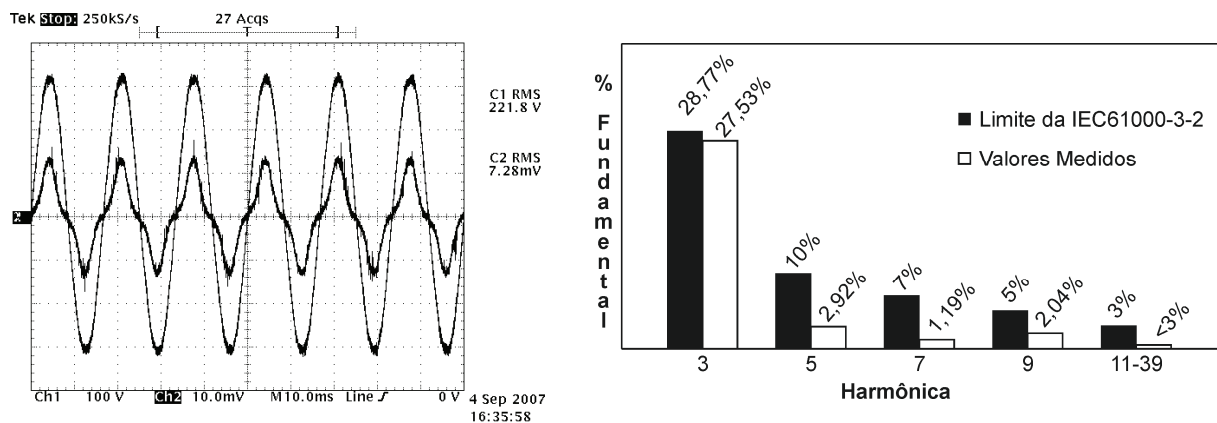 Tek Stop: 250kS/s 27 Acqs
C1 RMS
221.8 V
C2 RMS
7.28mV
Ch1 100 V Ch2 10.0mV M10.0ms Line ʃ 0 V
4 Sep 2007
16:35:58
% Fundamental
28,77%
27,53%
10%
2,92%
7%
1,19%
5%
2,04%
3%
<3%
Limite da IEC61000-3-2
Valores Medidos
3 5 7 9 11-39
Harmônica